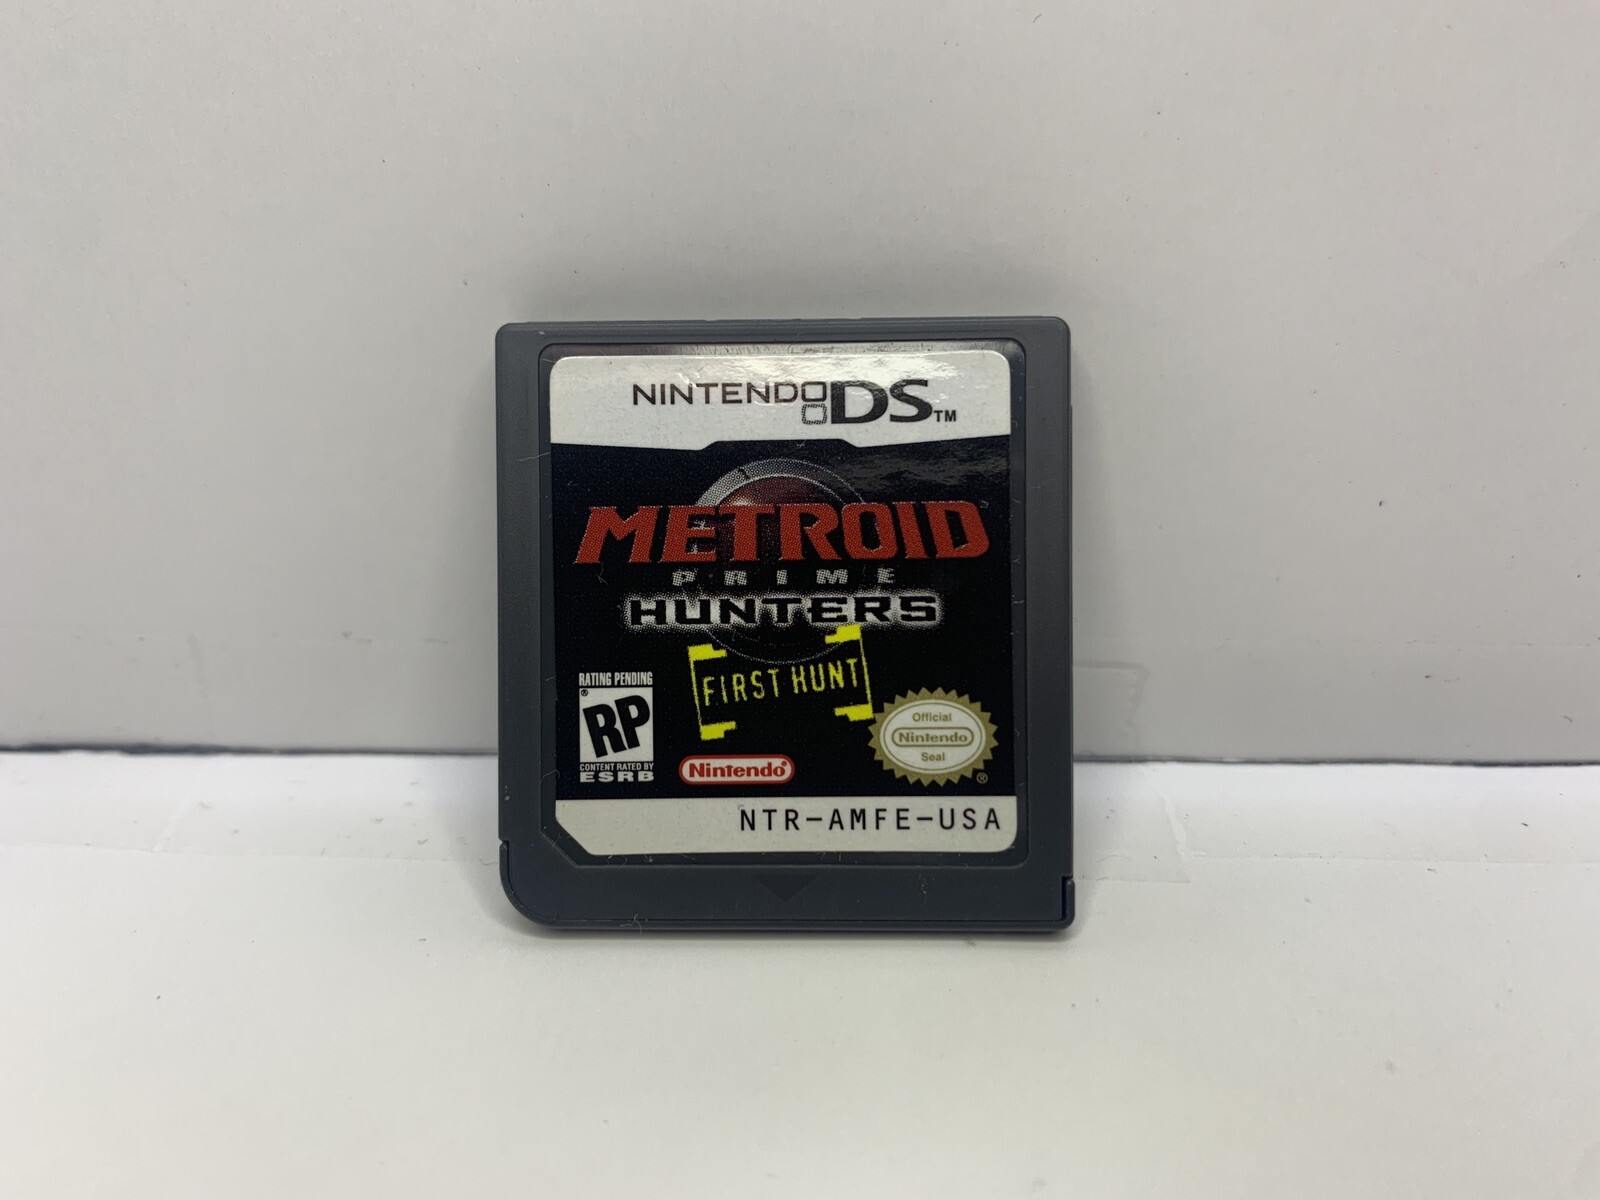 NINTENDO DS™
METROID™
PRIME
HUNTERS
FIRST HUNT
RATING PENDING
RP®
CONTENT RATED BY
ESRB
Nintendo®
Official
Nintendo
Seal
®
NTR-AMFE-USA